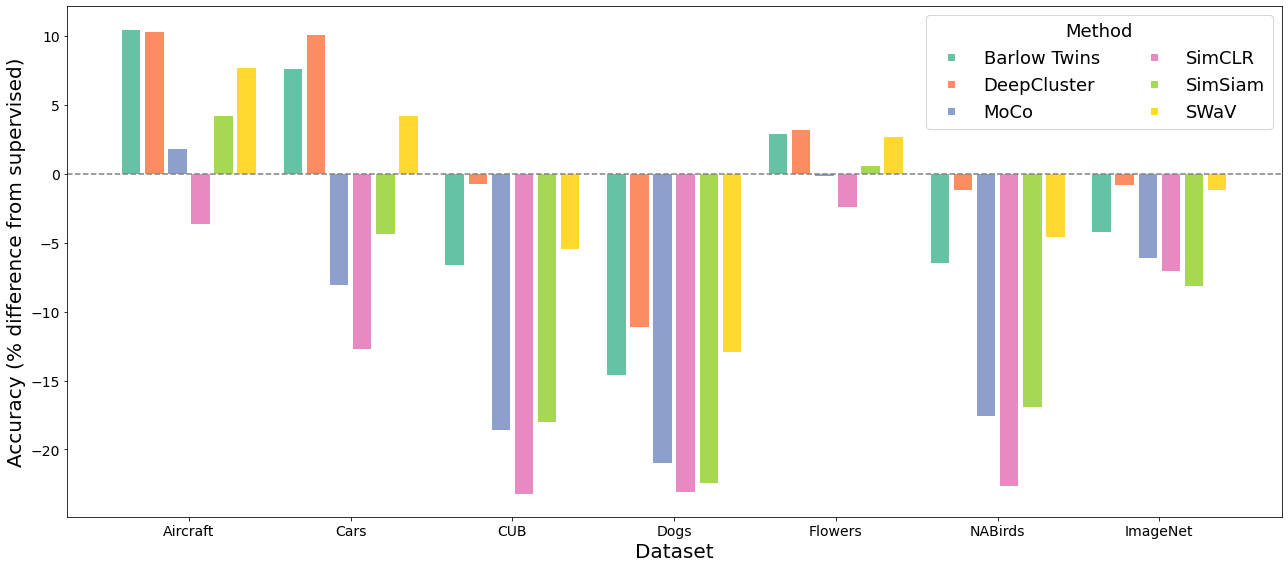 Method
Barlow Twins
DeepCluster
MoCo
SimCLR
SimSiam
SWaV
Accuracy (% difference from supervised)
10
5
0
−5
−10
−15
−20
Aircraft Cars CUB Dogs Flowers NABirds ImageNet
Dataset